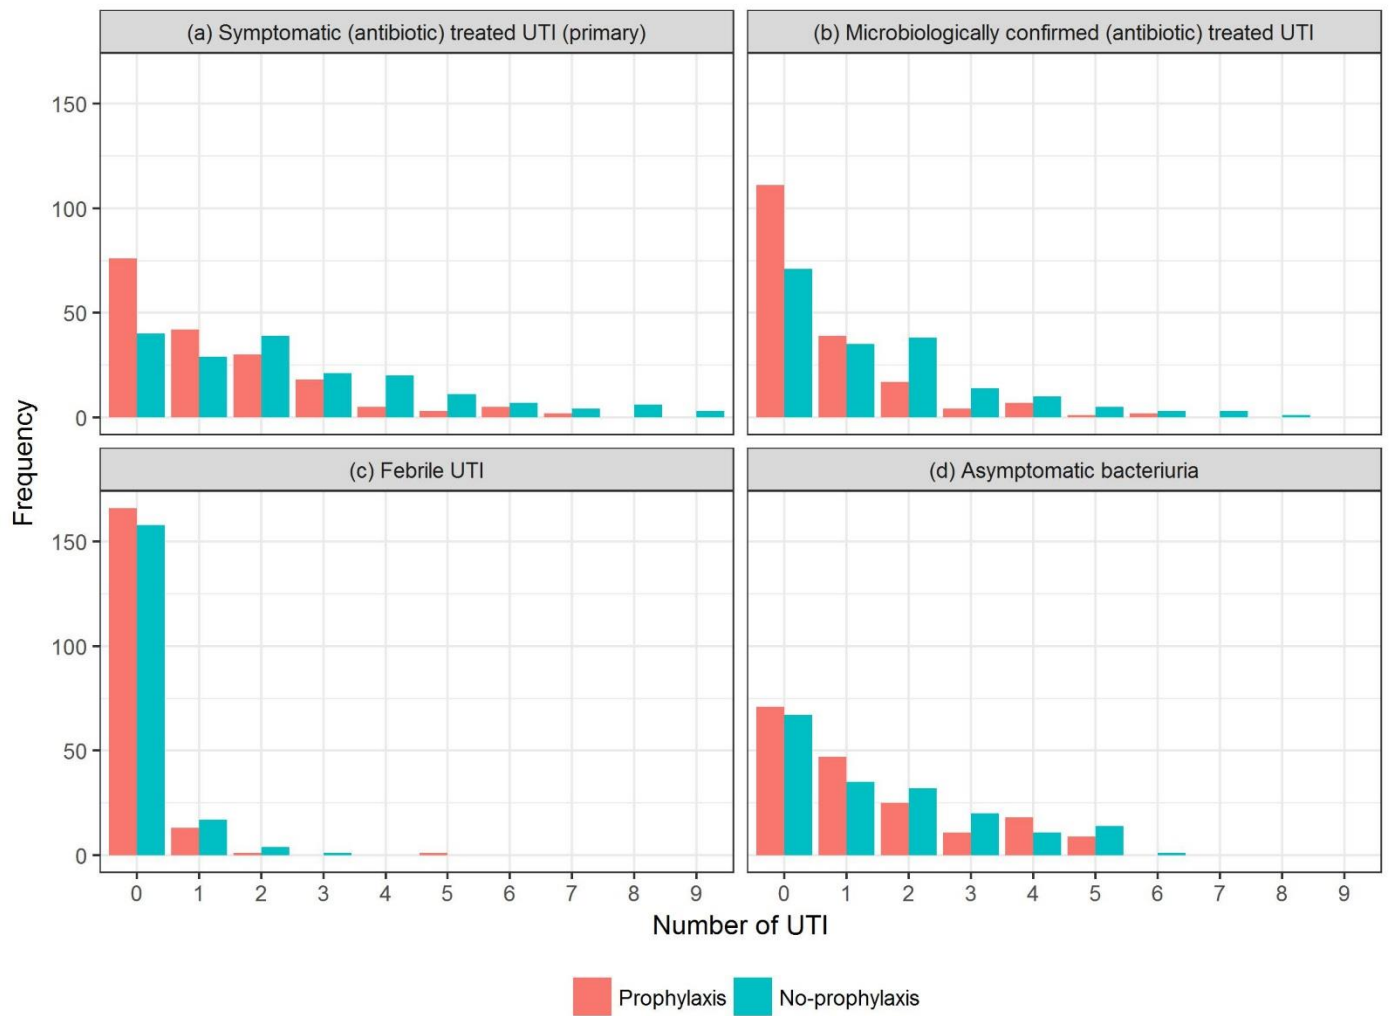 (a) Symptomatic (antibiotic) treated UTI (primary)
(b) Microbiologically confirmed (antibiotic) treated UTI
150
100
50
0
(c) Febrile UTI
(d) Asymptomatic bacteriuria
Frequency
150
100
50
0
0 1 2 3 4 5 6 7 8 9
0 1 2 3 4 5 6 7 8 9
Number of UTI
Prophylaxis No-prophylaxis